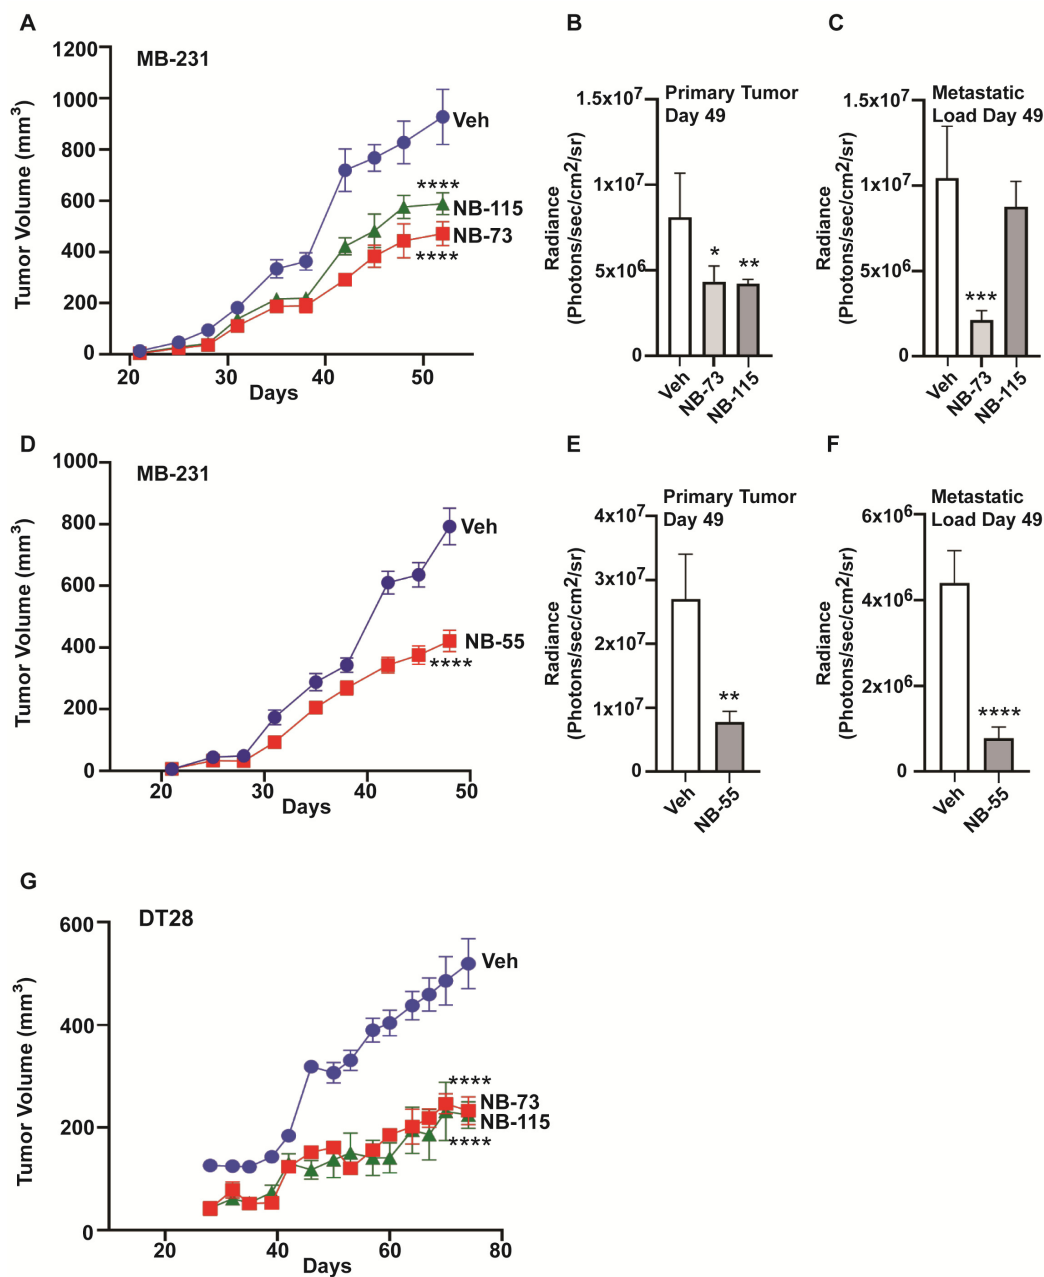 A
MB-231
1200
1000
800
600
400
200
0
Tumor Volume (mm³)
Veh
****
NB-115
NB-73
****
20
30
40
50
Days
B
Primary Tumor
Day 49
1.5x10⁷
1x10⁷
5x10⁶
0
Radiance
(Photons/sec/cm2/sr)
*
**
Veh
NB-73
NB-115
C
Metastatic
Load Day 49
1.5x10⁷
1x10⁷
5x10⁶
0
Radiance
(Photons/sec/cm2/sr)
***
Veh
NB-73
NB-115
D
MB-231
1000
800
600
400
200
0
Tumor Volume (mm³)
Veh
NB-55
****
20
30
40
50
Days
E
Primary Tumor
Day 49
4x10⁷
3x10⁷
2x10⁷
1x10⁷
0
Radiance
(Photons/sec/cm2/sr)
**
Veh
NB-55
F
Metastatic
Load Day 49
6x10⁶
4x10⁶
2x10⁶
0
Radiance
(Photons/sec/cm2/sr)
****
Veh
NB-55
G
DT28
600
400
200
0
Tumor Volume (mm³)
Veh
****
NB-73
NB-115
****
20
40
60
80
Days